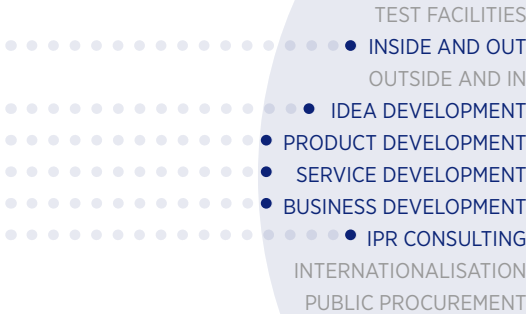 TEST FACILITIES
INSIDE AND OUT
OUTSIDE AND IN
IDEA DEVELOPMENT
PRODUCT DEVELOPMENT
SERVICE DEVELOPMENT
BUSINESS DEVELOPMENT
IPR CONSULTING
INTERNATIONALISATION
PUBLIC PROCUREMENT